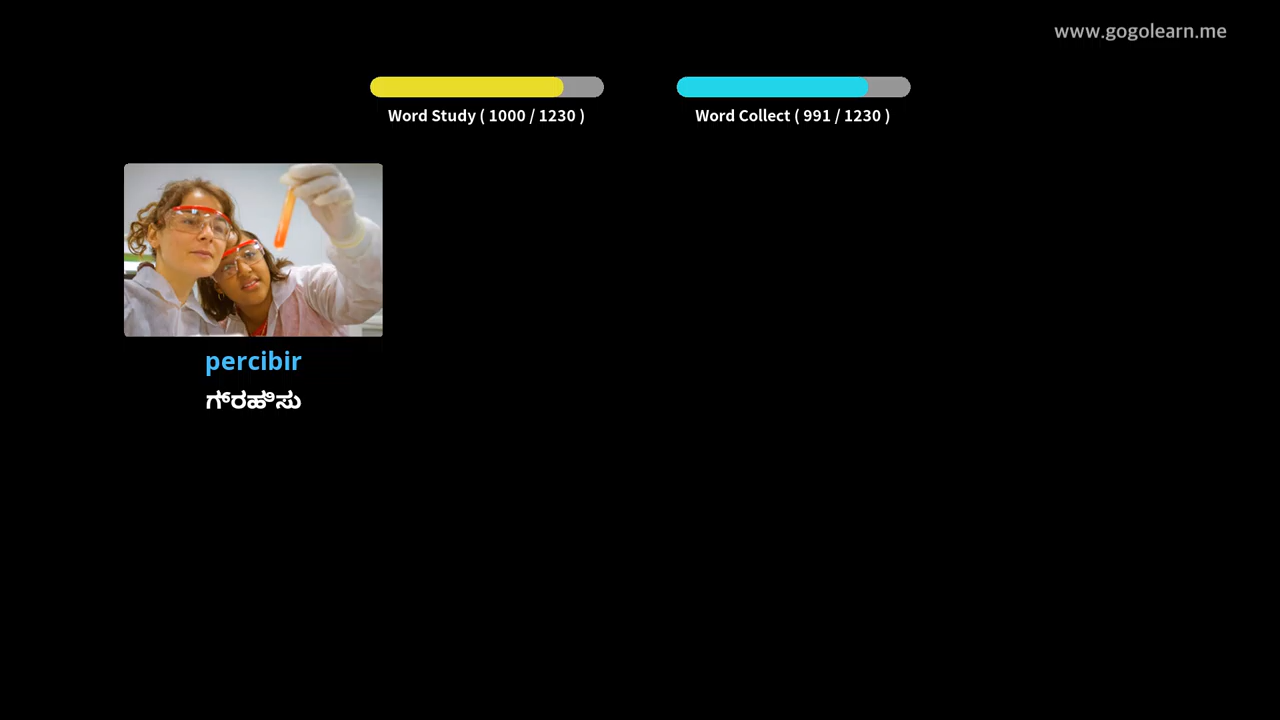 www.gogolearn.me
Word Study ( 1000 / 1230 )
Word Collect ( 991 / 1230 )
percibir
ಗ್ರಹಿಸು